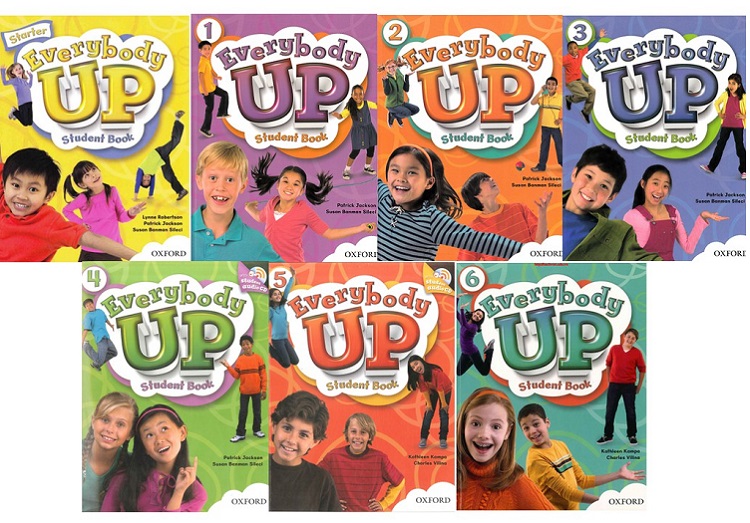 Starter
Everybody
UP
Student Book
Lynne Robertson
Patrick Jackson
Susan Banman Sileci
OXFORD
1
Everybody
UP
Student Book
Patrick Jackson
Susan Banman Sileci
OXFORD
2
Everybody
UP
Student Book
Patrick Jackson
Susan Banman Sileci
OXFORD
3
Everybody
UP
Student Book
Patrick Jackson
Susan Banman Sileci
OXFORD
4
Everybody
UP
Student Book
Patrick Jackson
Susan Banman Sileci
OXFORD
5
Everybody
UP
Student Book
Kathleen Kampa
Charles Vilina
OXFORD
6
Everybody
UP
Student Book
Kathleen Kampa
Charles Vilina
OXFORD